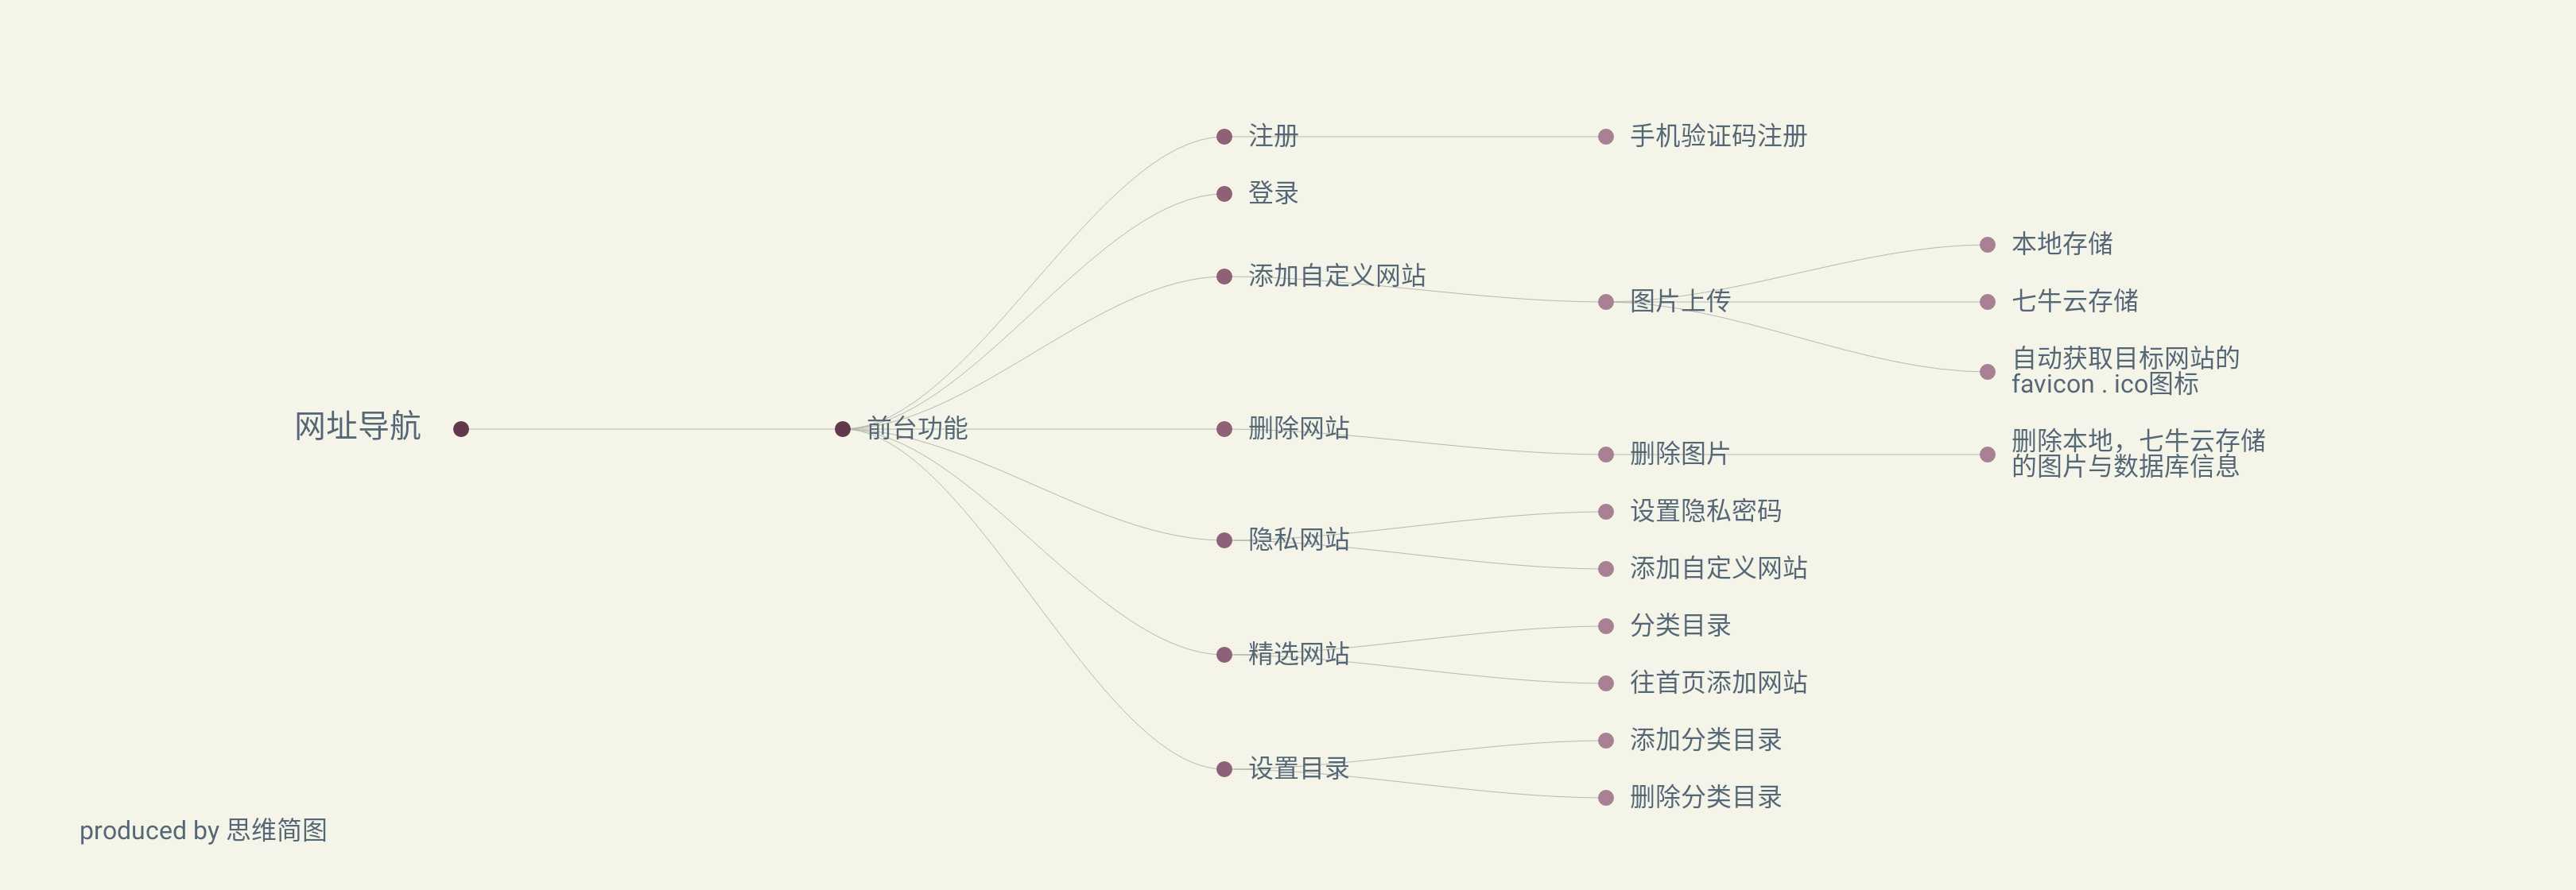 注册
手机验证码注册
登录
本地存储
添加自定义网站
图片上传
七牛云存储
自动获取目标网站的
favicon . ico图标
网址导航
前台功能
删除网站
删除图片
删除本地，七牛云存储
的图片与数据库信息
设置隐私密码
隐私网站
添加自定义网站
分类目录
精选网站
往首页添加网站
添加分类目录
设置目录
删除分类目录
produced by 思维简图